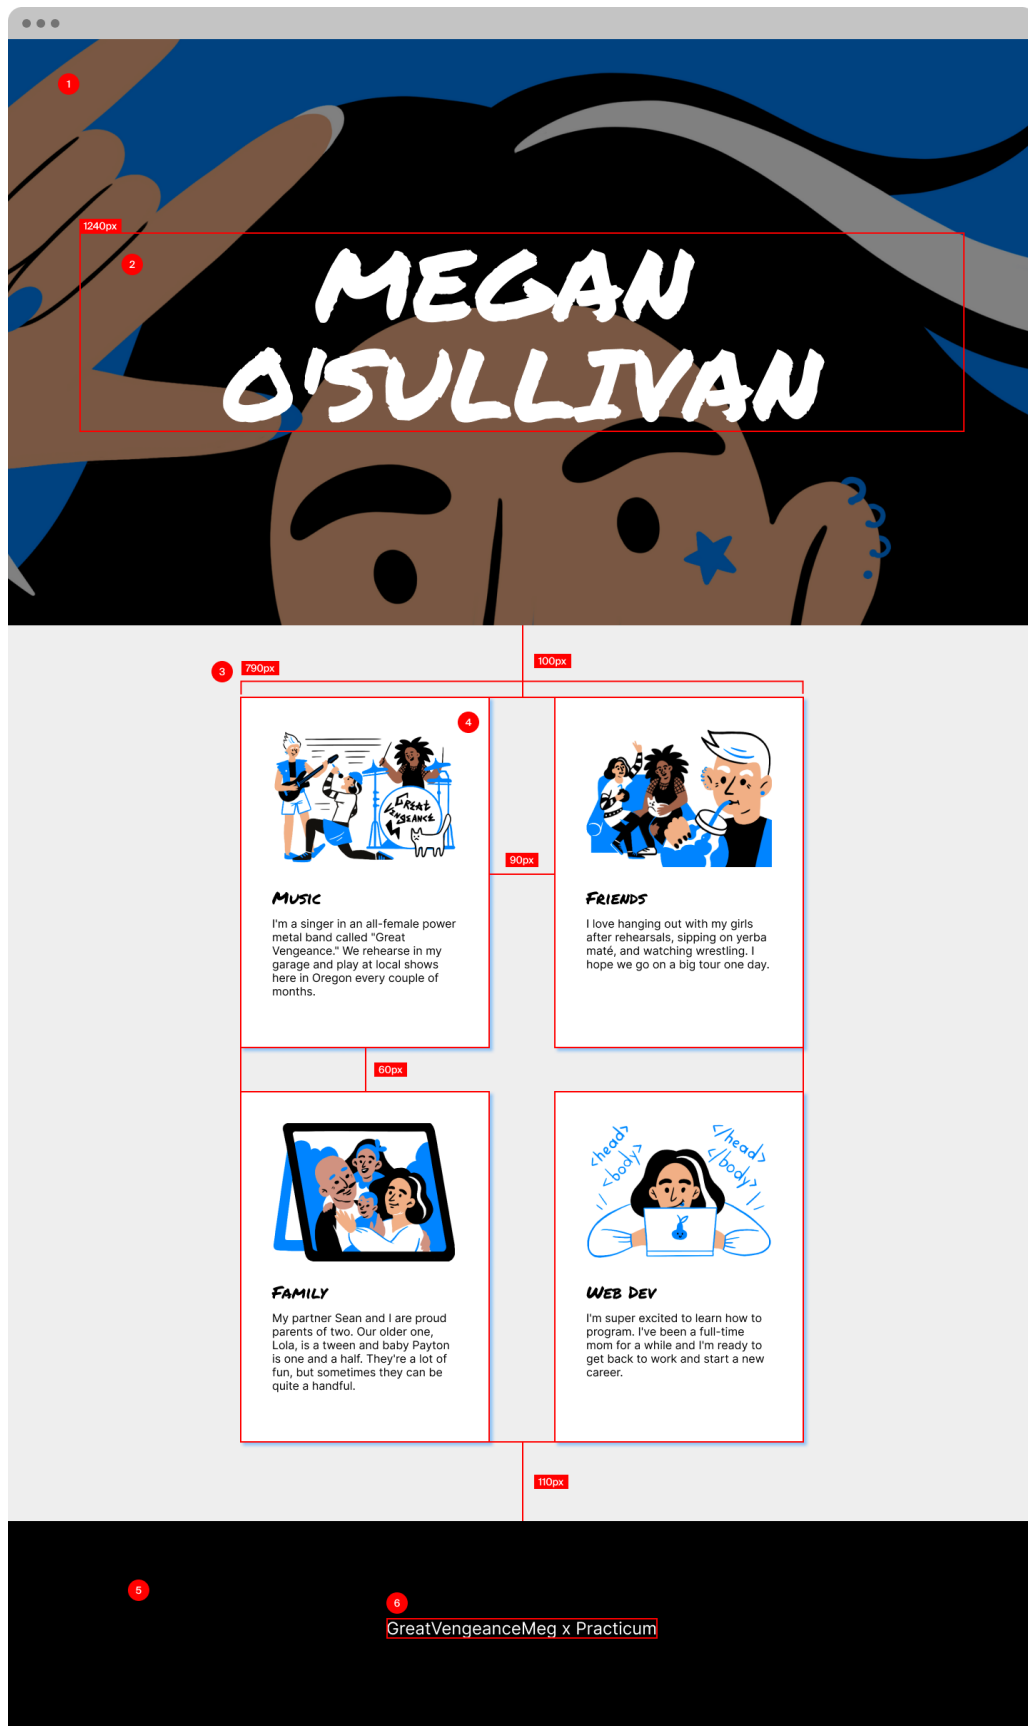 1
1240px
2
MEGAN
O'SULLIVAN
3
790px
100px
4
GREAT
VENGEANCE
90px
MUSIC
I'm a singer in an all-female power
metal band called "Great
Vengeance." We rehearse in my
garage and play at local shows
here in Oregon every couple of
months.
FRIENDS
I love hanging out with my girls
after rehearsals, sipping on yerba
maté, and watching wrestling. I
hope we go on a big tour one day.
60px
FAMILY
My partner Sean and I are proud
parents of two. Our older one,
Lola, is a tween and baby Payton
is one and a half. They're a lot of
fun, but sometimes they can be
quite a handful.
<head>
<body>
</head>
</body>
WEB DEV
I'm super excited to learn how to
program. I've been a full-time
mom for a while and I'm ready to
get back to work and start a new
career.
110px
5
6
GreatVengeanceMeg x Practicum